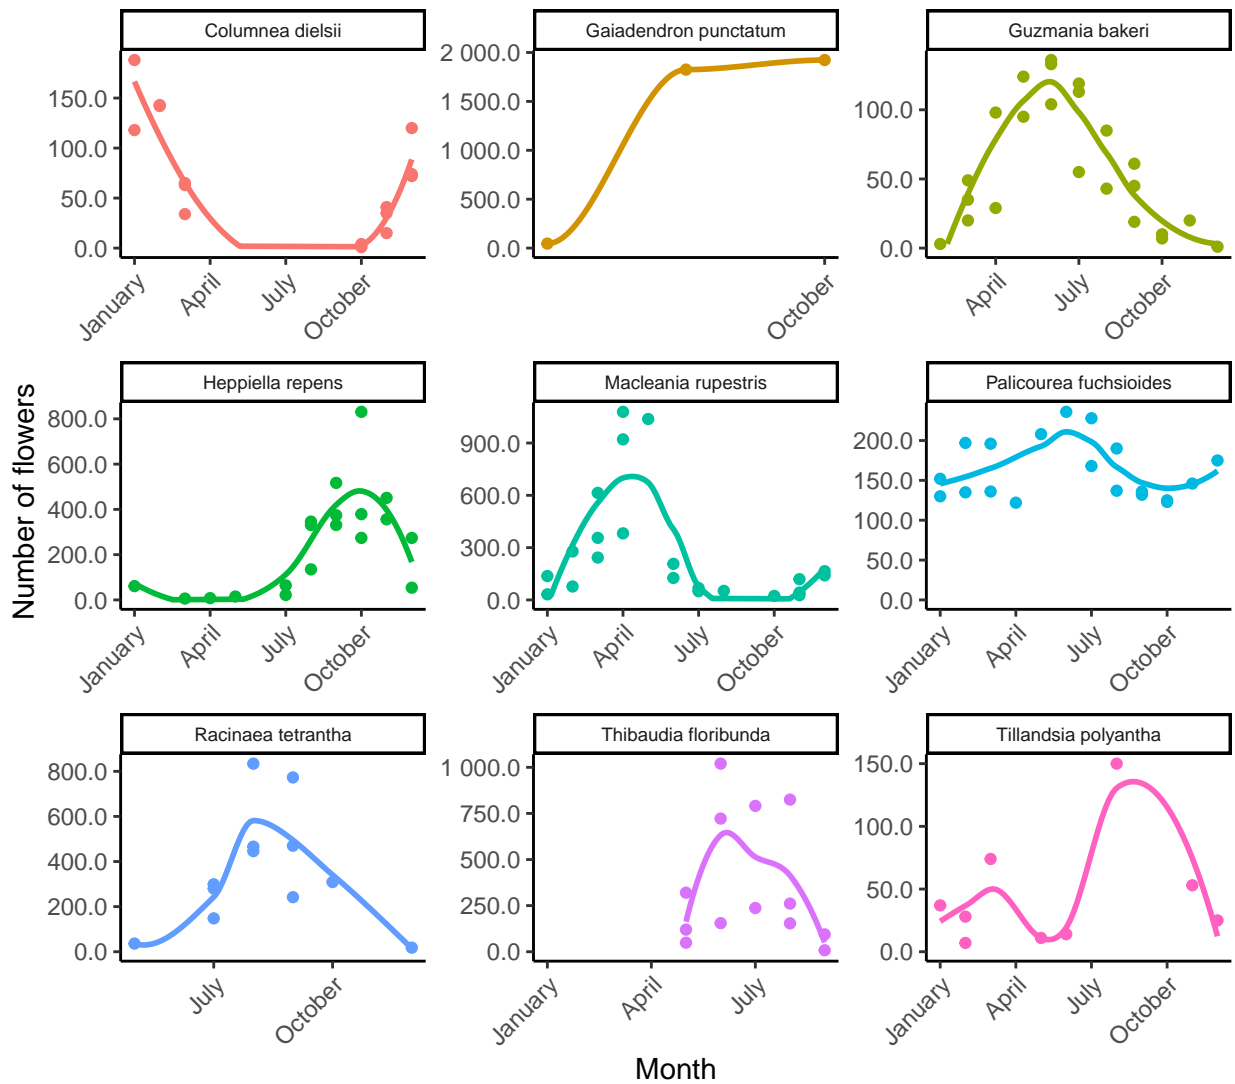 Columnea dielsii
Gaiadendron punctatum
Guzmania bakeri
150.0
100.0
50.0
0.0
January
April
July
October
2 000.0
1 500.0
1 000.0
500.0
0.0
October
100.0
50.0
0.0
April
July
October
Number of flowers
Heppiella repens
Macleania rupestris
Palicourea fuchsioides
800.0
600.0
400.0
200.0
0.0
January
April
July
October
900.0
600.0
300.0
0.0
January
April
July
October
200.0
150.0
100.0
50.0
0.0
January
April
July
October
Racinaea tetrantha
Thibaudia floribunda
Tillandsia polyantha
800.0
600.0
400.0
200.0
0.0
July
October
1 000.0
750.0
500.0
250.0
0.0
January
April
July
150.0
100.0
50.0
0.0
January
April
July
October
Month